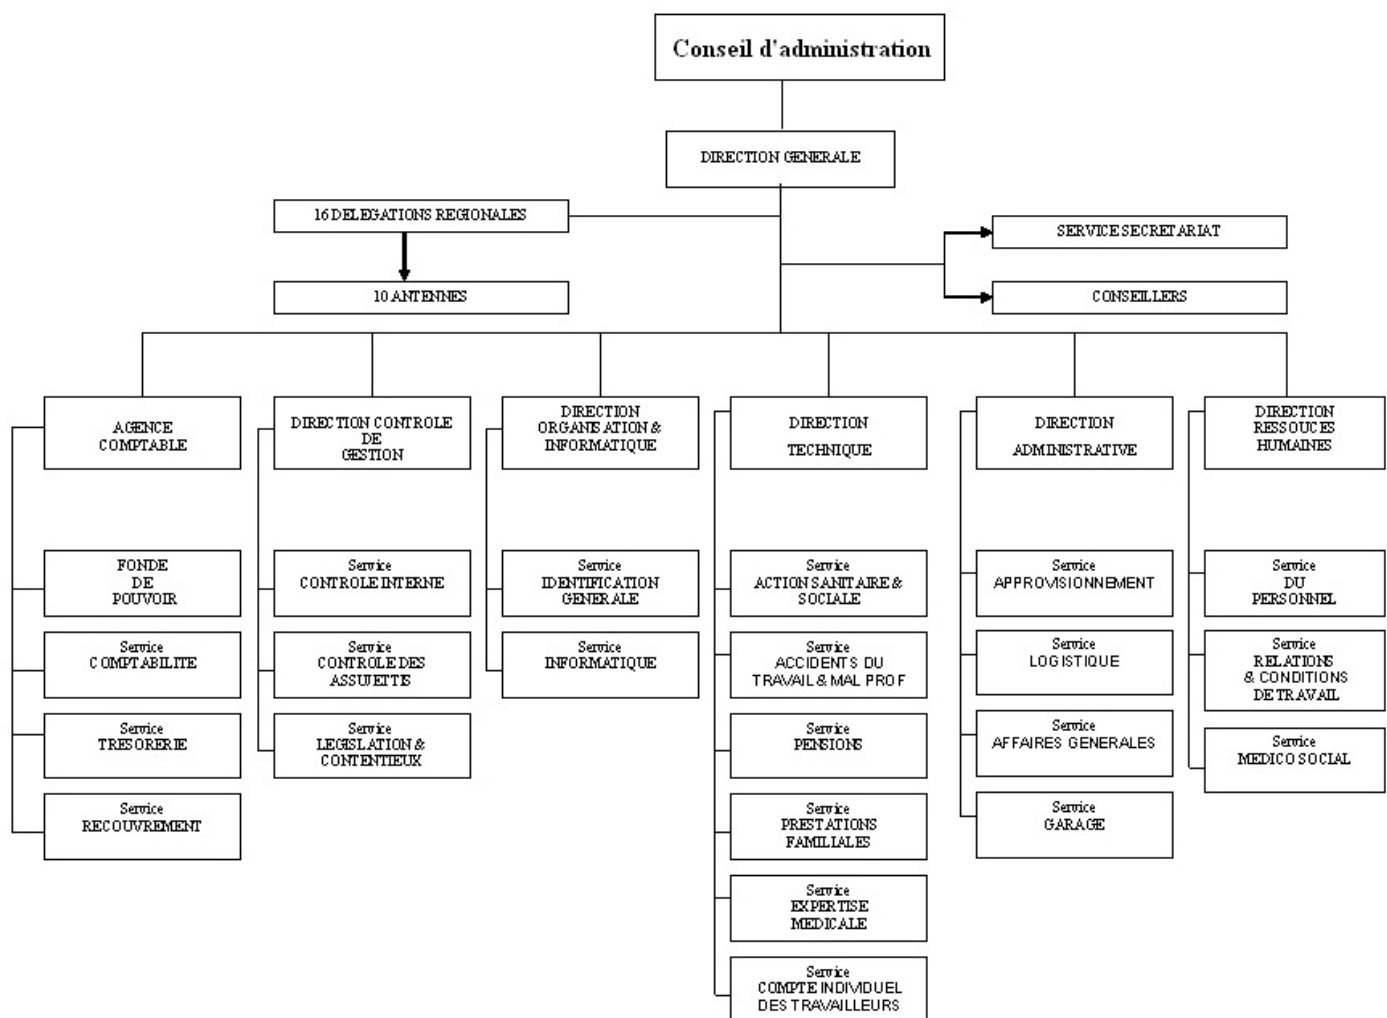 Conseil d'administration
DIRECTION GENERALE
16 DELEGATIONS REGIONALES
SERVICE SECRETARIAT
10 ANTENNES
CONSEILLERS
AGENCE
COMPTABLE
DIRECTION CONTROLE
DE
GESTION
DIRECTION
ORGANISATION &
INFORMATIQUE
DIRECTION
TECHNIQUE
DIRECTION
ADMINISTRATIVE
DIRECTION
RESSOUCES
HUMAINES
FONDE
DE
POUVOIR
Service
CONTROLE INTERNE
Service
IDENTIFICATION
GENERALE
Service
ACTION SANITAIRE &
SOCIALE
Service
APPROVISIONNEMENT
Service
DU
PERSONNEL
Service
COMPTABILITE
Service
CONTROLE DES
ASSUJETTIS
Service
INFORMATIQUE
Service
ACCIDENTS DU
TRAVAIL & MAL PROF
Service
LOGISTIQUE
Service
RELATIONS
& CONDITIONS
DE TRAVAIL
Service
TRESORERIE
Service
LEGISLATION &
CONTENTIEUX
Service
PENSIONS
Service
AFFAIRES GENERALES
Service
MEDICO SOCIAL
Service
RECOUVREMENT
Service
PRESTATIONS
FAMILIALES
Service
GARAGE
Service
EXPERTISE
MEDICALE
Service
COMPTE INDIVIDUEL
DES TRAVAILLEURS